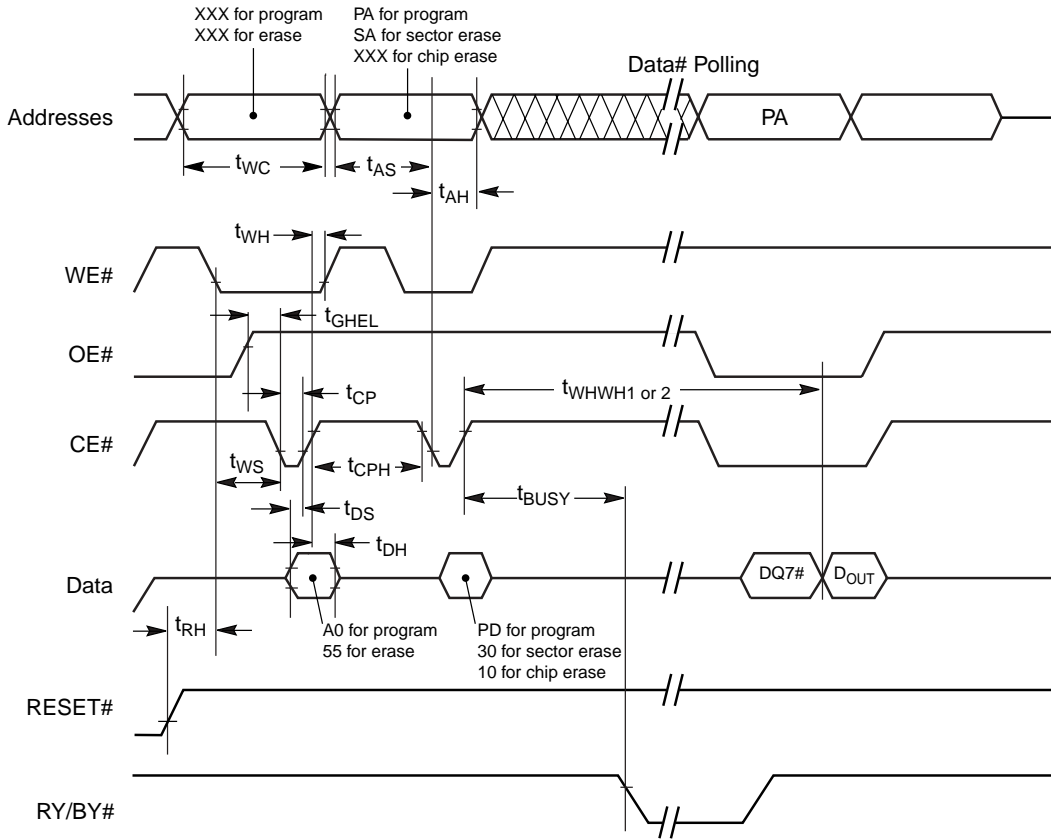 XXX for program
XXX for erase
PA for program
SA for sector erase
XXX for chip erase
Data# Polling
Addresses
PA
tWC
tAS
tAH
tWH
WE#
tGHEL
OE#
tCP
tWHWH1 or 2
CE#
tWS
tCPH
tBUSY
tDS
tDH
Data
DQ7#
DOUT
tRH
A0 for program
55 for erase
PD for program
30 for sector erase
10 for chip erase
RESET#
RY/BY#